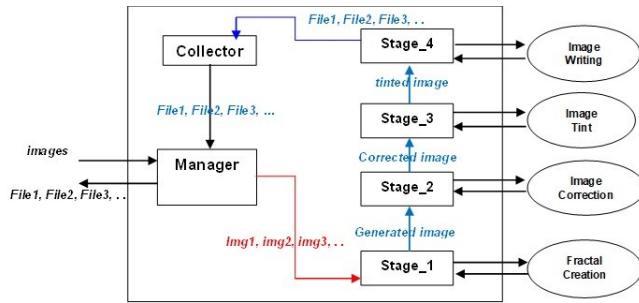 File1, File2, File3, . .
Collector
Stage_4
Image
Writing
tinted image
File1, File2, File3, ...
Stage_3
Image
Tint
images
Manager
Corrected image
File1, File2, File3, . .
Stage_2
Image
Correction
Img1, img2, img3, . .
Generated image
Stage_1
Fractal
Creation